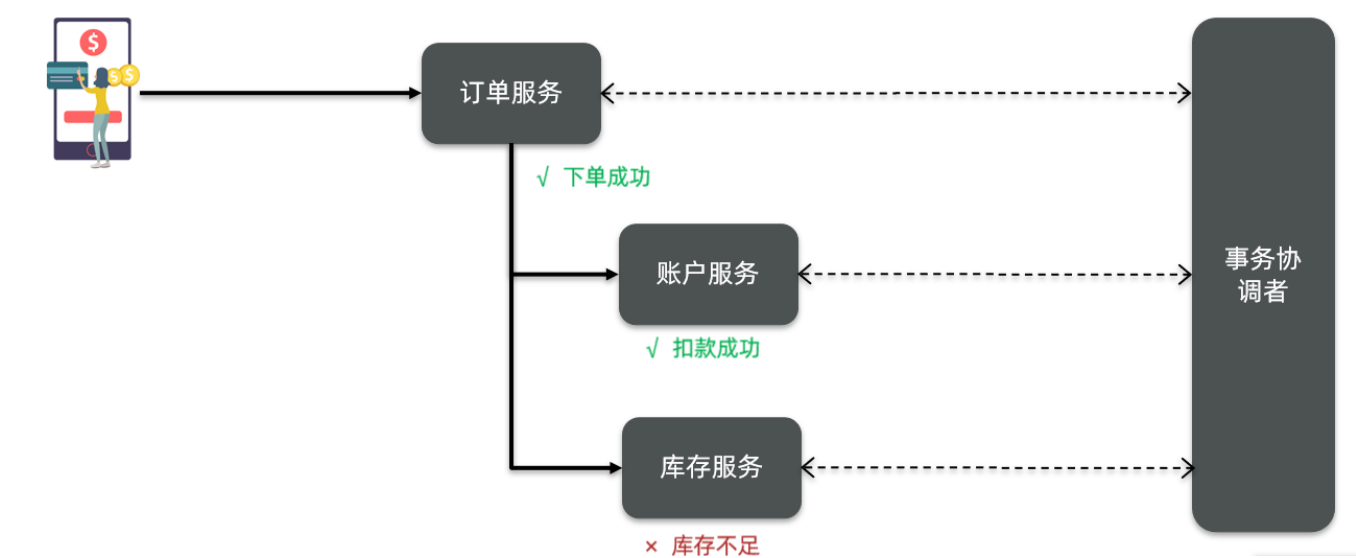 $
$
$
订单服务
√ 下单成功
账户服务
√ 扣款成功
库存服务
× 库存不足
事务协
调者